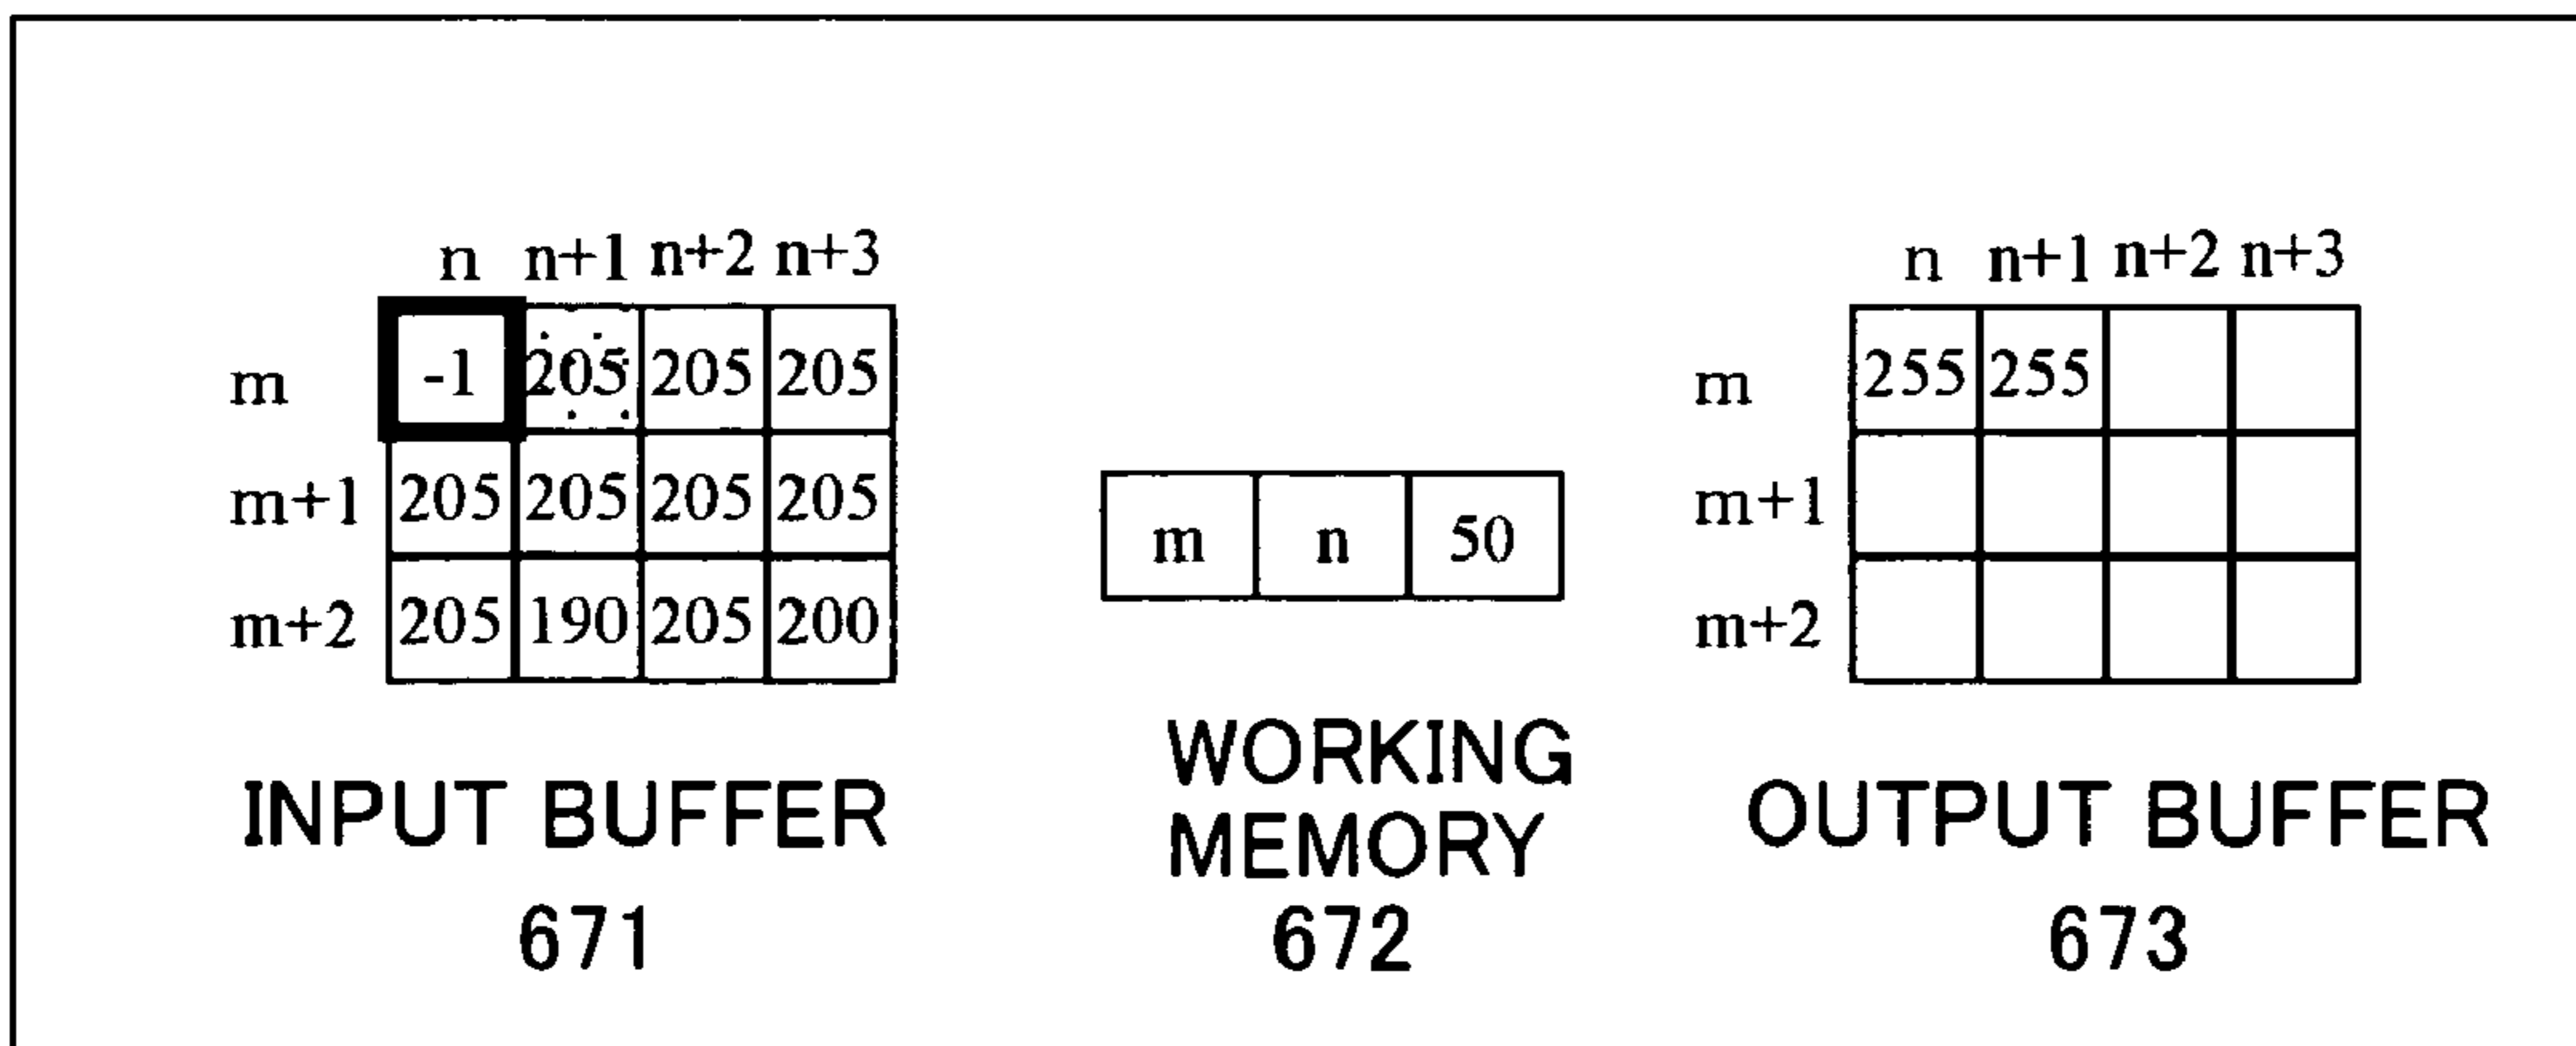 n n+1 n+2 n+3
m -1 205 205 205
m+1 205 205 205 205
m+2 205 190 205 200
INPUT BUFFER
671
m n 50
WORKING
MEMORY
672
n n+1 n+2 n+3
m 255 255
m+1
m+2
OUTPUT BUFFER
673